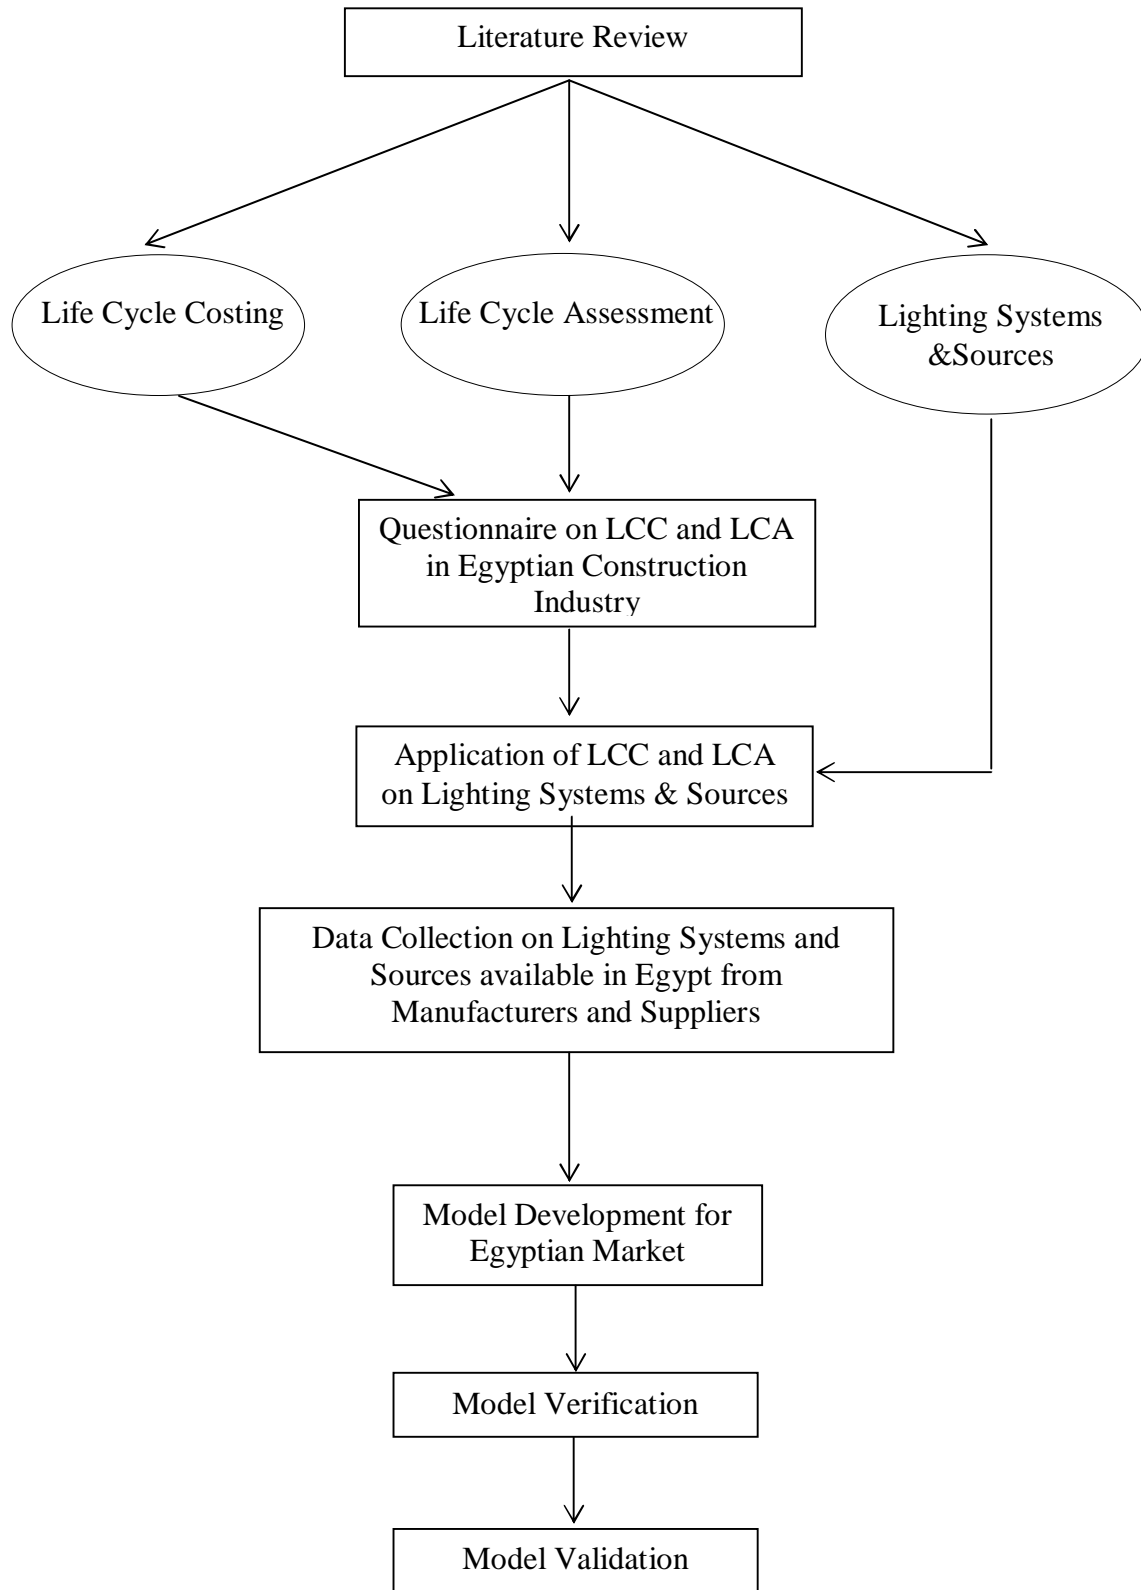 Literature Review
Life Cycle Costing
Life Cycle Assessment
Lighting Systems
&Sources
Questionnaire on LCC and LCA
in Egyptian Construction
Industry
Application of LCC and LCA
on Lighting Systems & Sources
Data Collection on Lighting Systems and
Sources available in Egypt from
Manufacturers and Suppliers
Model Development for
Egyptian Market
Model Verification
Model Validation